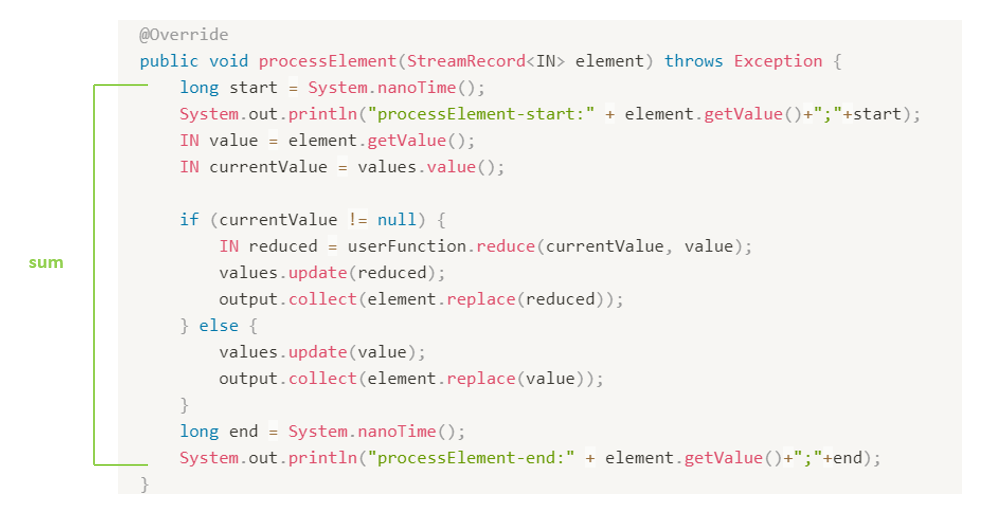 @Override
public void processElement(StreamRecord<IN> element) throws Exception {
    long start = System.nanoTime();
    System.out.println("processElement-start:" + element.getValue()+";"+start);
    IN value = element.getValue();
    IN currentValue = values.value();

    if (currentValue != null) {
        IN reduced = userFunction.reduce(currentValue, value);
sum
        values.update(reduced);
        output.collect(element.replace(reduced));
    } else {
        values.update(value);
        output.collect(element.replace(value));
    }
    long end = System.nanoTime();
    System.out.println("processElement-end:" + element.getValue()+";"+end);
}